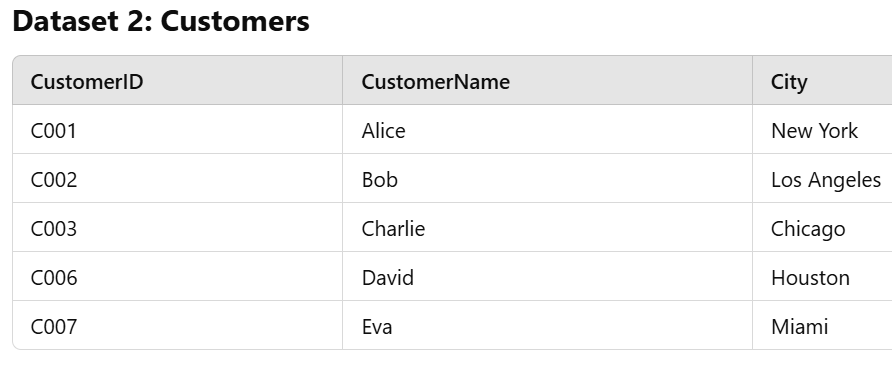 Dataset 2: Customers
CustomerID CustomerName City
C001 Alice New York
C002 Bob Los Angeles
C003 Charlie Chicago
C006 David Houston
C007 Eva Miami